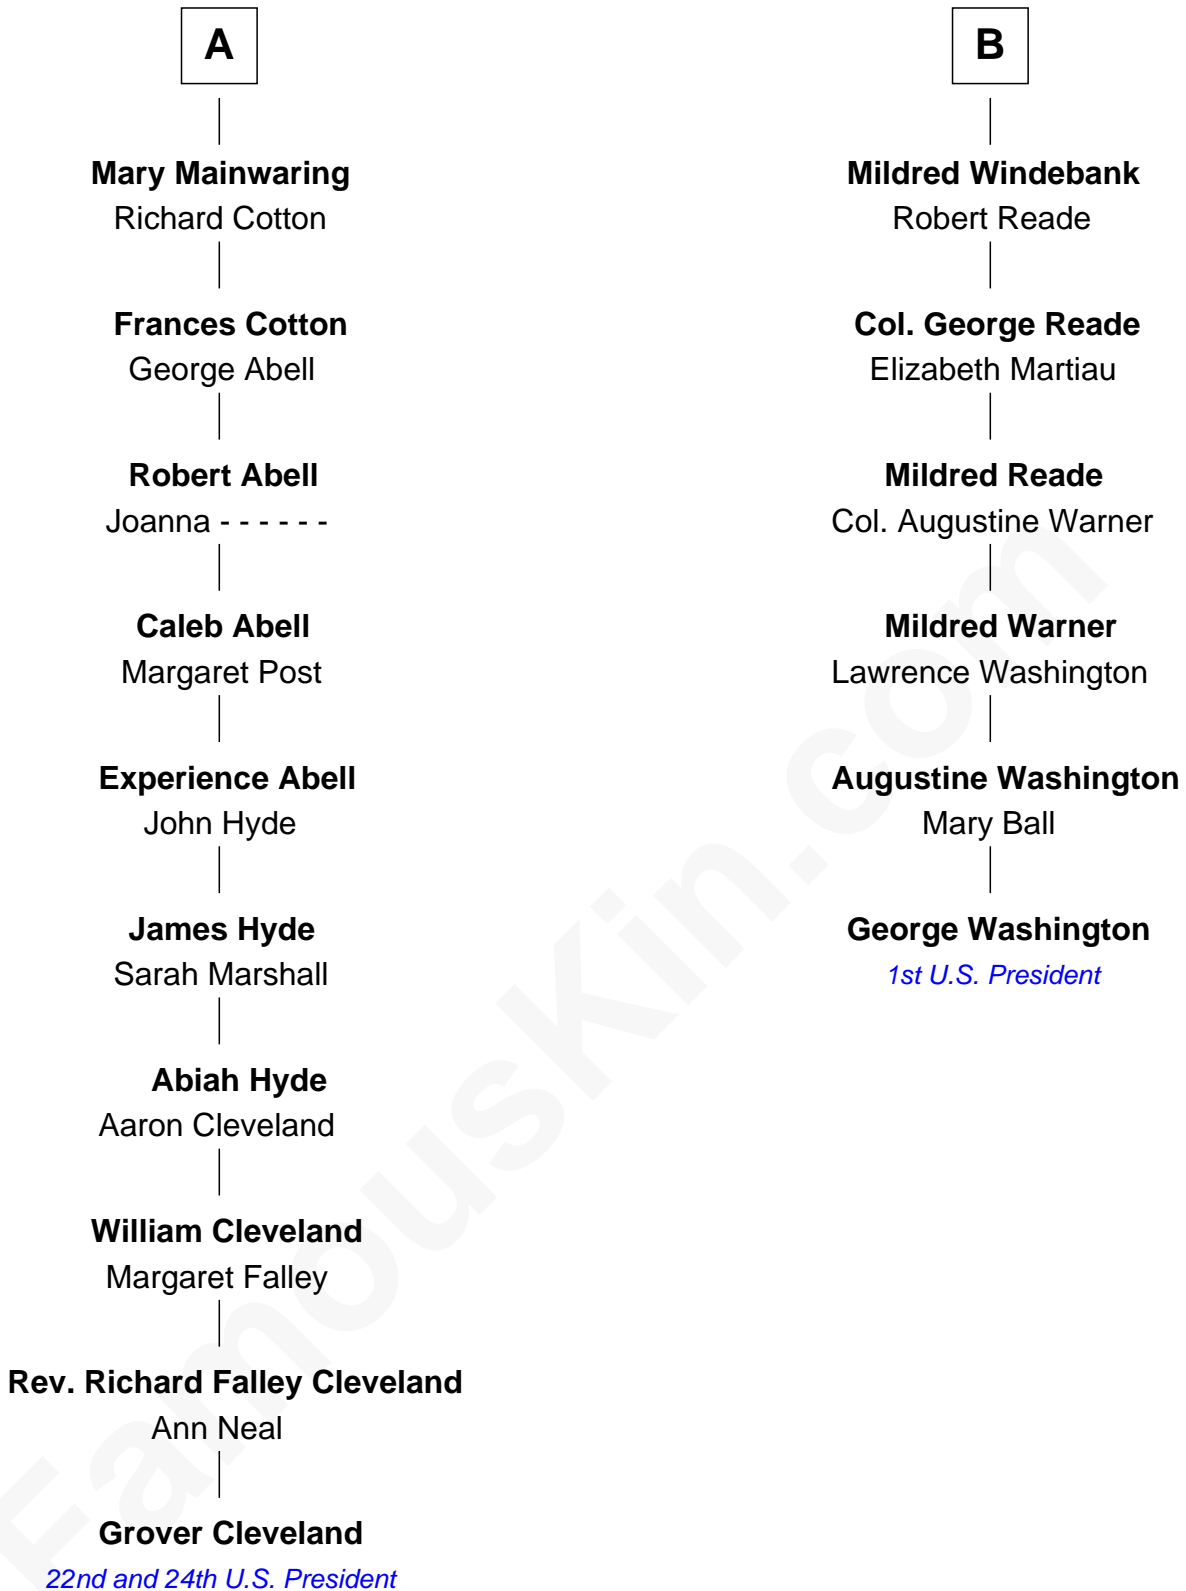 A
Mary Mainwaring
Richard Cotton
Frances Cotton
George Abell
Robert Abell
Joanna - - - - - -
Caleb Abell
Margaret Post
Experience Abell
John Hyde
James Hyde
Sarah Marshall
Abiah Hyde
Aaron Cleveland
William Cleveland
Margaret Falley
Rev. Richard Falley Cleveland
Ann Neal
Grover Cleveland
22nd and 24th U.S. President
B
Mildred Windebank
Robert Reade
Col. George Reade
Elizabeth Martiau
Mildred Reade
Col. Augustine Warner
Mildred Warner
Lawrence Washington
Augustine Washington
Mary Ball
George Washington
1st U.S. President
FamousKin.com